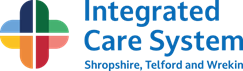 Integrated
Care System
Shropshire, Telford and Wrekin